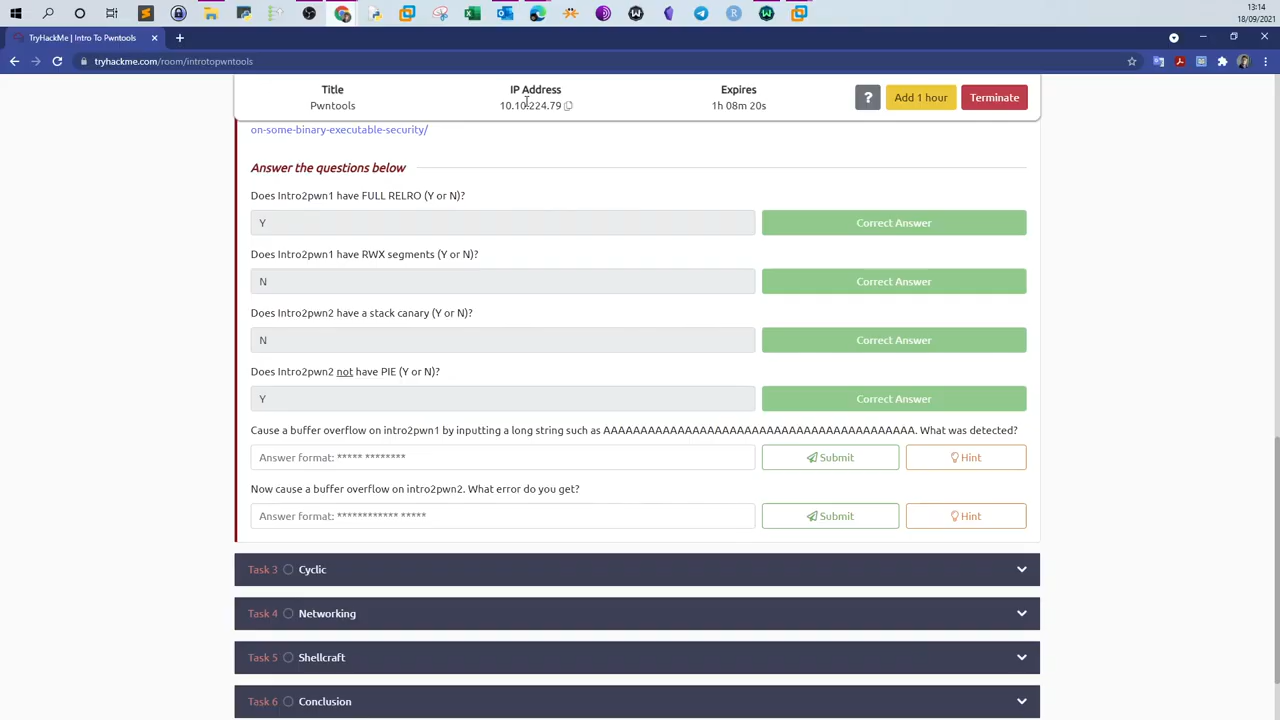 13:14
18/09/2021
TryHackMe | Intro To Pwntools
tryhackme.com/room/introtopwntools
Title
IP Address
Expires
Pwntools
10.10.224.79
1h 08m 20s
?
Add 1 hour
Terminate
on-some-binary-executable-security/
Answer the questions below
Does Intro2pwn1 have FULL RELRO (Y or N)?
Y
Correct Answer
Does Intro2pwn1 have RWX segments (Y or N)?
N
Correct Answer
Does Intro2pwn2 have a stack canary (Y or N)?
N
Correct Answer
Does Intro2pwn2 not have PIE (Y or N)?
Y
Correct Answer
Cause a buffer overflow on intro2pwn1 by inputting a long string such as AAAAAAAAAAAAAAAAAAAAAAAAAAAAAAAAAAAAAAAAAA. What was detected?
Answer format: ***** ********
Submit
Hint
Now cause a buffer overflow on intro2pwn2. What error do you get?
Answer format: ************ *****
Submit
Hint
Task 3
Cyclic
Task 4
Networking
Task 5
Shellcraft
Task 6
Conclusion